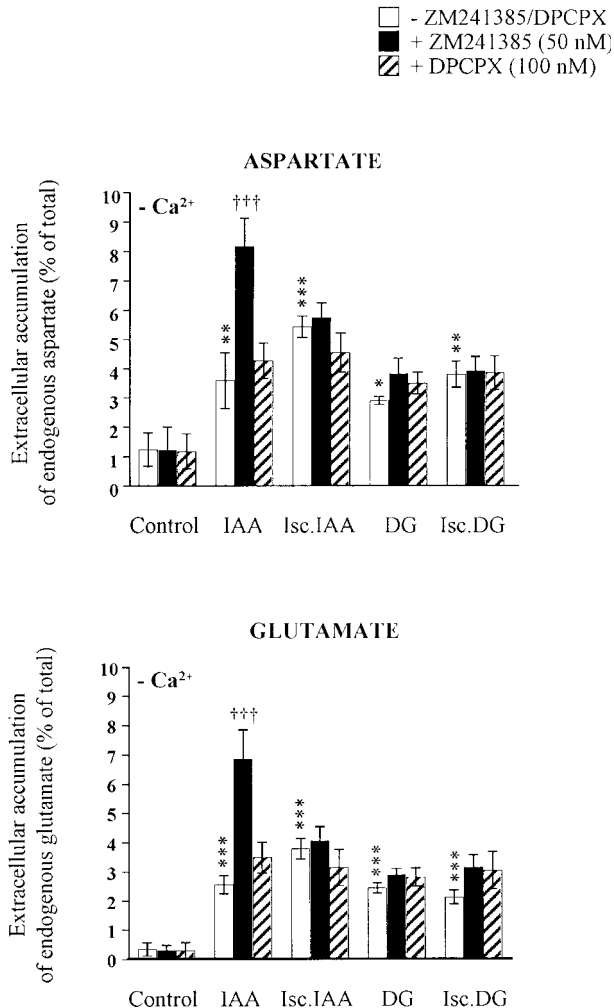 - ZM241385/DPCPX
+ ZM241385 (50 nM)
+ DPCPX (100 nM)
ASPARTATE
Extracellular accumulation
of endogenous aspartate (% of total)
- Ca²⁺
10
9
8
7
6
5
4
3
2
1
0
**
†††
***
*
**
Control IAA Isc.IAA DG Isc.DG
GLUTAMATE
Extracellular accumulation
of endogenous glutamate (% of total)
- Ca²⁺
10
9
8
7
6
5
4
3
2
1
0
***
†††
***
***
***
Control IAA Isc.IAA DG Isc.DG